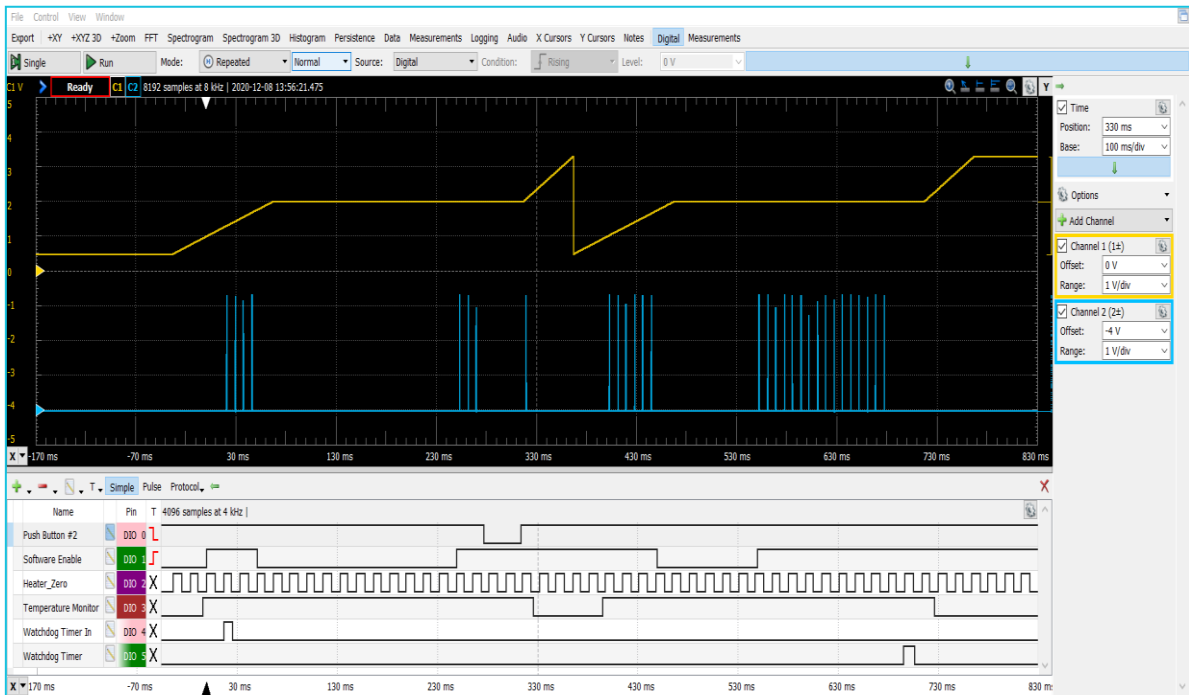 File Control View Window
Export +XY +XYZ 3D +Zoom FFT Spectrogram Spectrogram 3D Histogram Persistence Data Measurements Logging Audio X Cursors Y Cursors Notes Digital Measurements
Single Run Mode: Repeated Normal Source: Digital Condition: Rising Level: 0 V
C1 V Ready C1 C2 8192 samples at 8 kHz | 2020-12-08 13:56:21.475 Y
5
4
3
2
1
0
-1
-2
-3
-4
-5
X -170 ms -70 ms 30 ms 130 ms 230 ms 330 ms 430 ms 530 ms 630 ms 730 ms 830 ms
Time
Position: 330 ms
Base: 100 ms/div
Options
Add Channel
Channel 1 (1±)
Offset: 0 V
Range: 1 V/div
Channel 2 (2±)
Offset: -4 V
Range: 1 V/div
T Simple Pulse Protocol X
Name Pin T 4096 samples at 4 kHz |
Push Button #2 DIO 0
Software Enable DIO 1
Heater_Zero DIO 2 X
Temperature Monitor DIO 3 X
Watchdog Timer In DIO 4 X
Watchdog Timer DIO 5 X
X 170 ms -70 ms 30 ms 130 ms 230 ms 330 ms 430 ms 530 ms 630 ms 730 ms 830 m